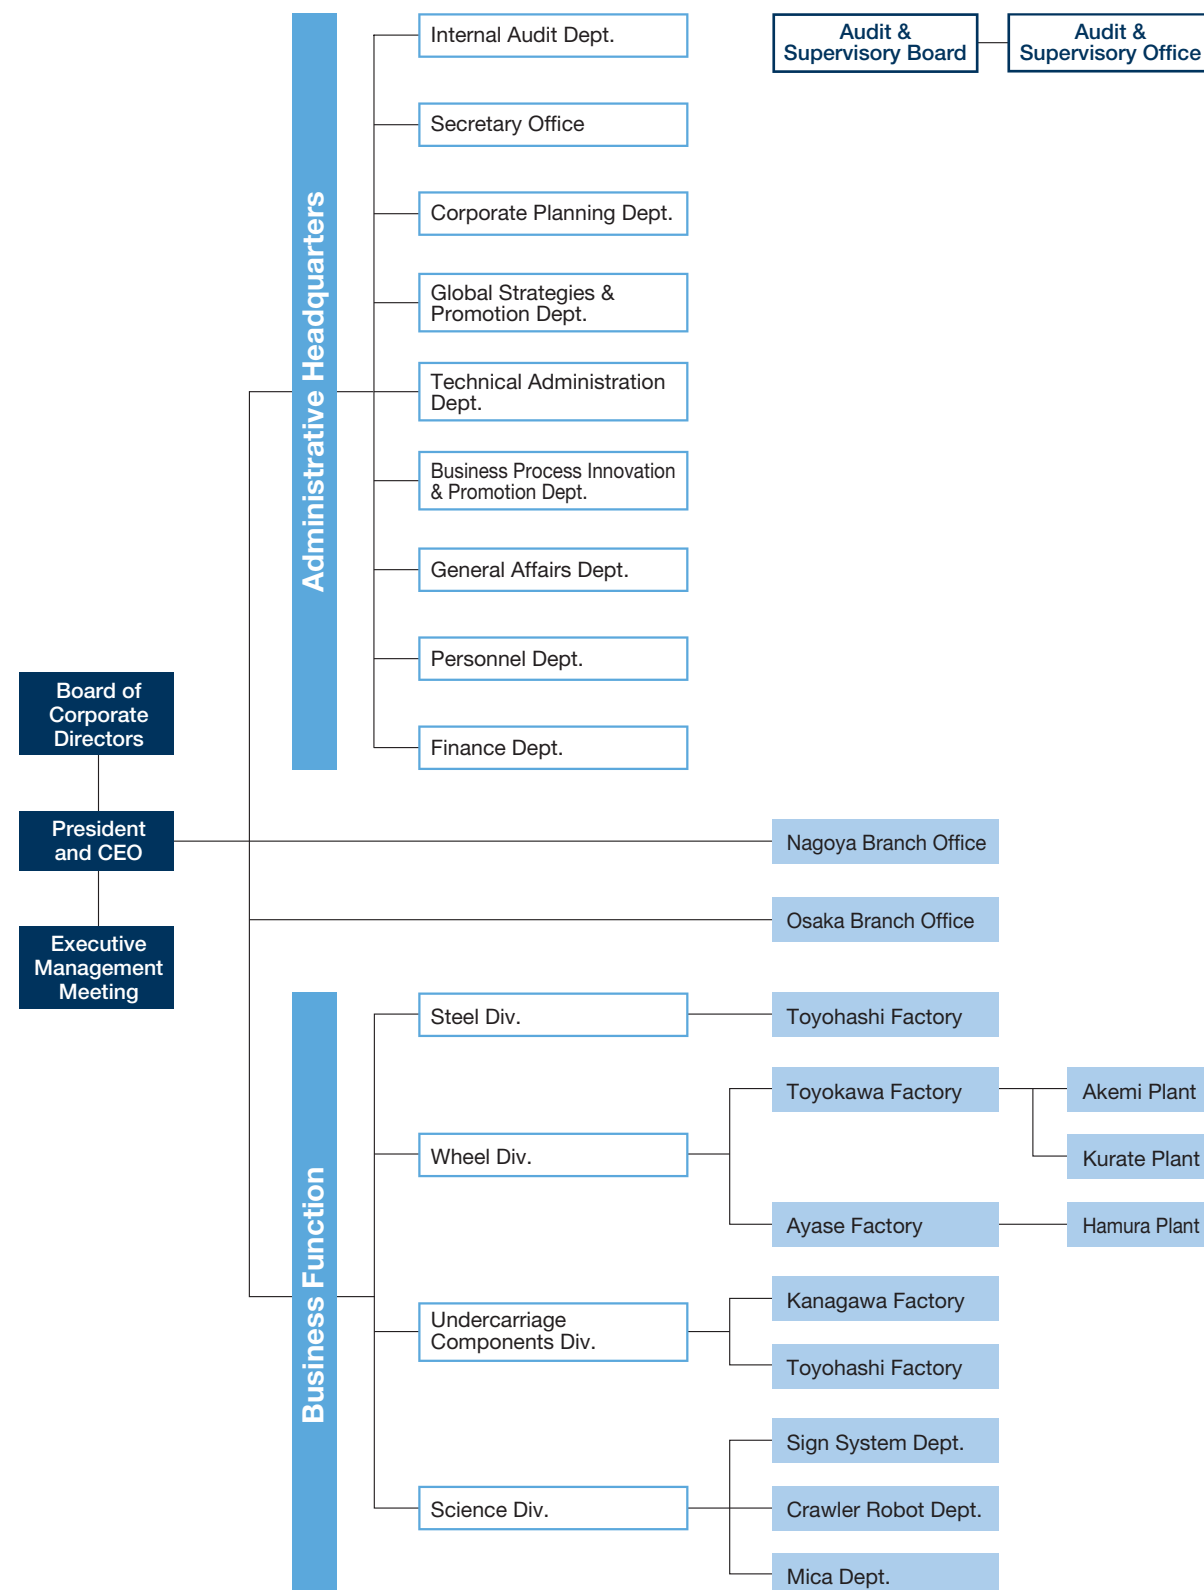 Internal Audit Dept.
Audit &
Supervisory Board
Audit &
Supervisory Office
Secretary Office
Corporate Planning Dept.
Global Strategies &
Promotion Dept.
Technical Administration
Dept.
Business Process Innovation
& Promotion Dept.
General Affairs Dept.
Personnel Dept.
Finance Dept.
Administrative Headquarters
Board of
Corporate
Directors
President
and CEO
Executive
Management
Meeting
Nagoya Branch Office
Osaka Branch Office
Business Function
Steel Div.
Toyohashi Factory
Wheel Div.
Toyokawa Factory
Akemi Plant
Kurate Plant
Ayase Factory
Hamura Plant
Undercarriage
Components Div.
Kanagawa Factory
Toyohashi Factory
Science Div.
Sign System Dept.
Crawler Robot Dept.
Mica Dept.